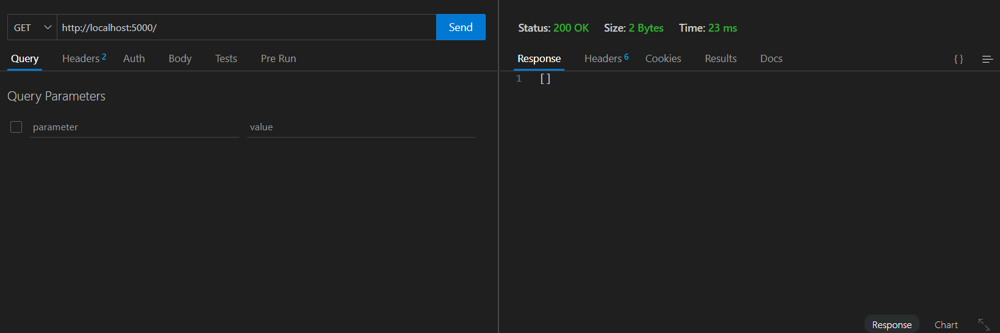 GET http://localhost:5000/ Send
Query Headers 2 Auth Body Tests Pre Run
Query Parameters
parameter value
Status: 200 OK Size: 2 Bytes Time: 23 ms
Response Headers 6 Cookies Results Docs { }
1 []
Response Chart